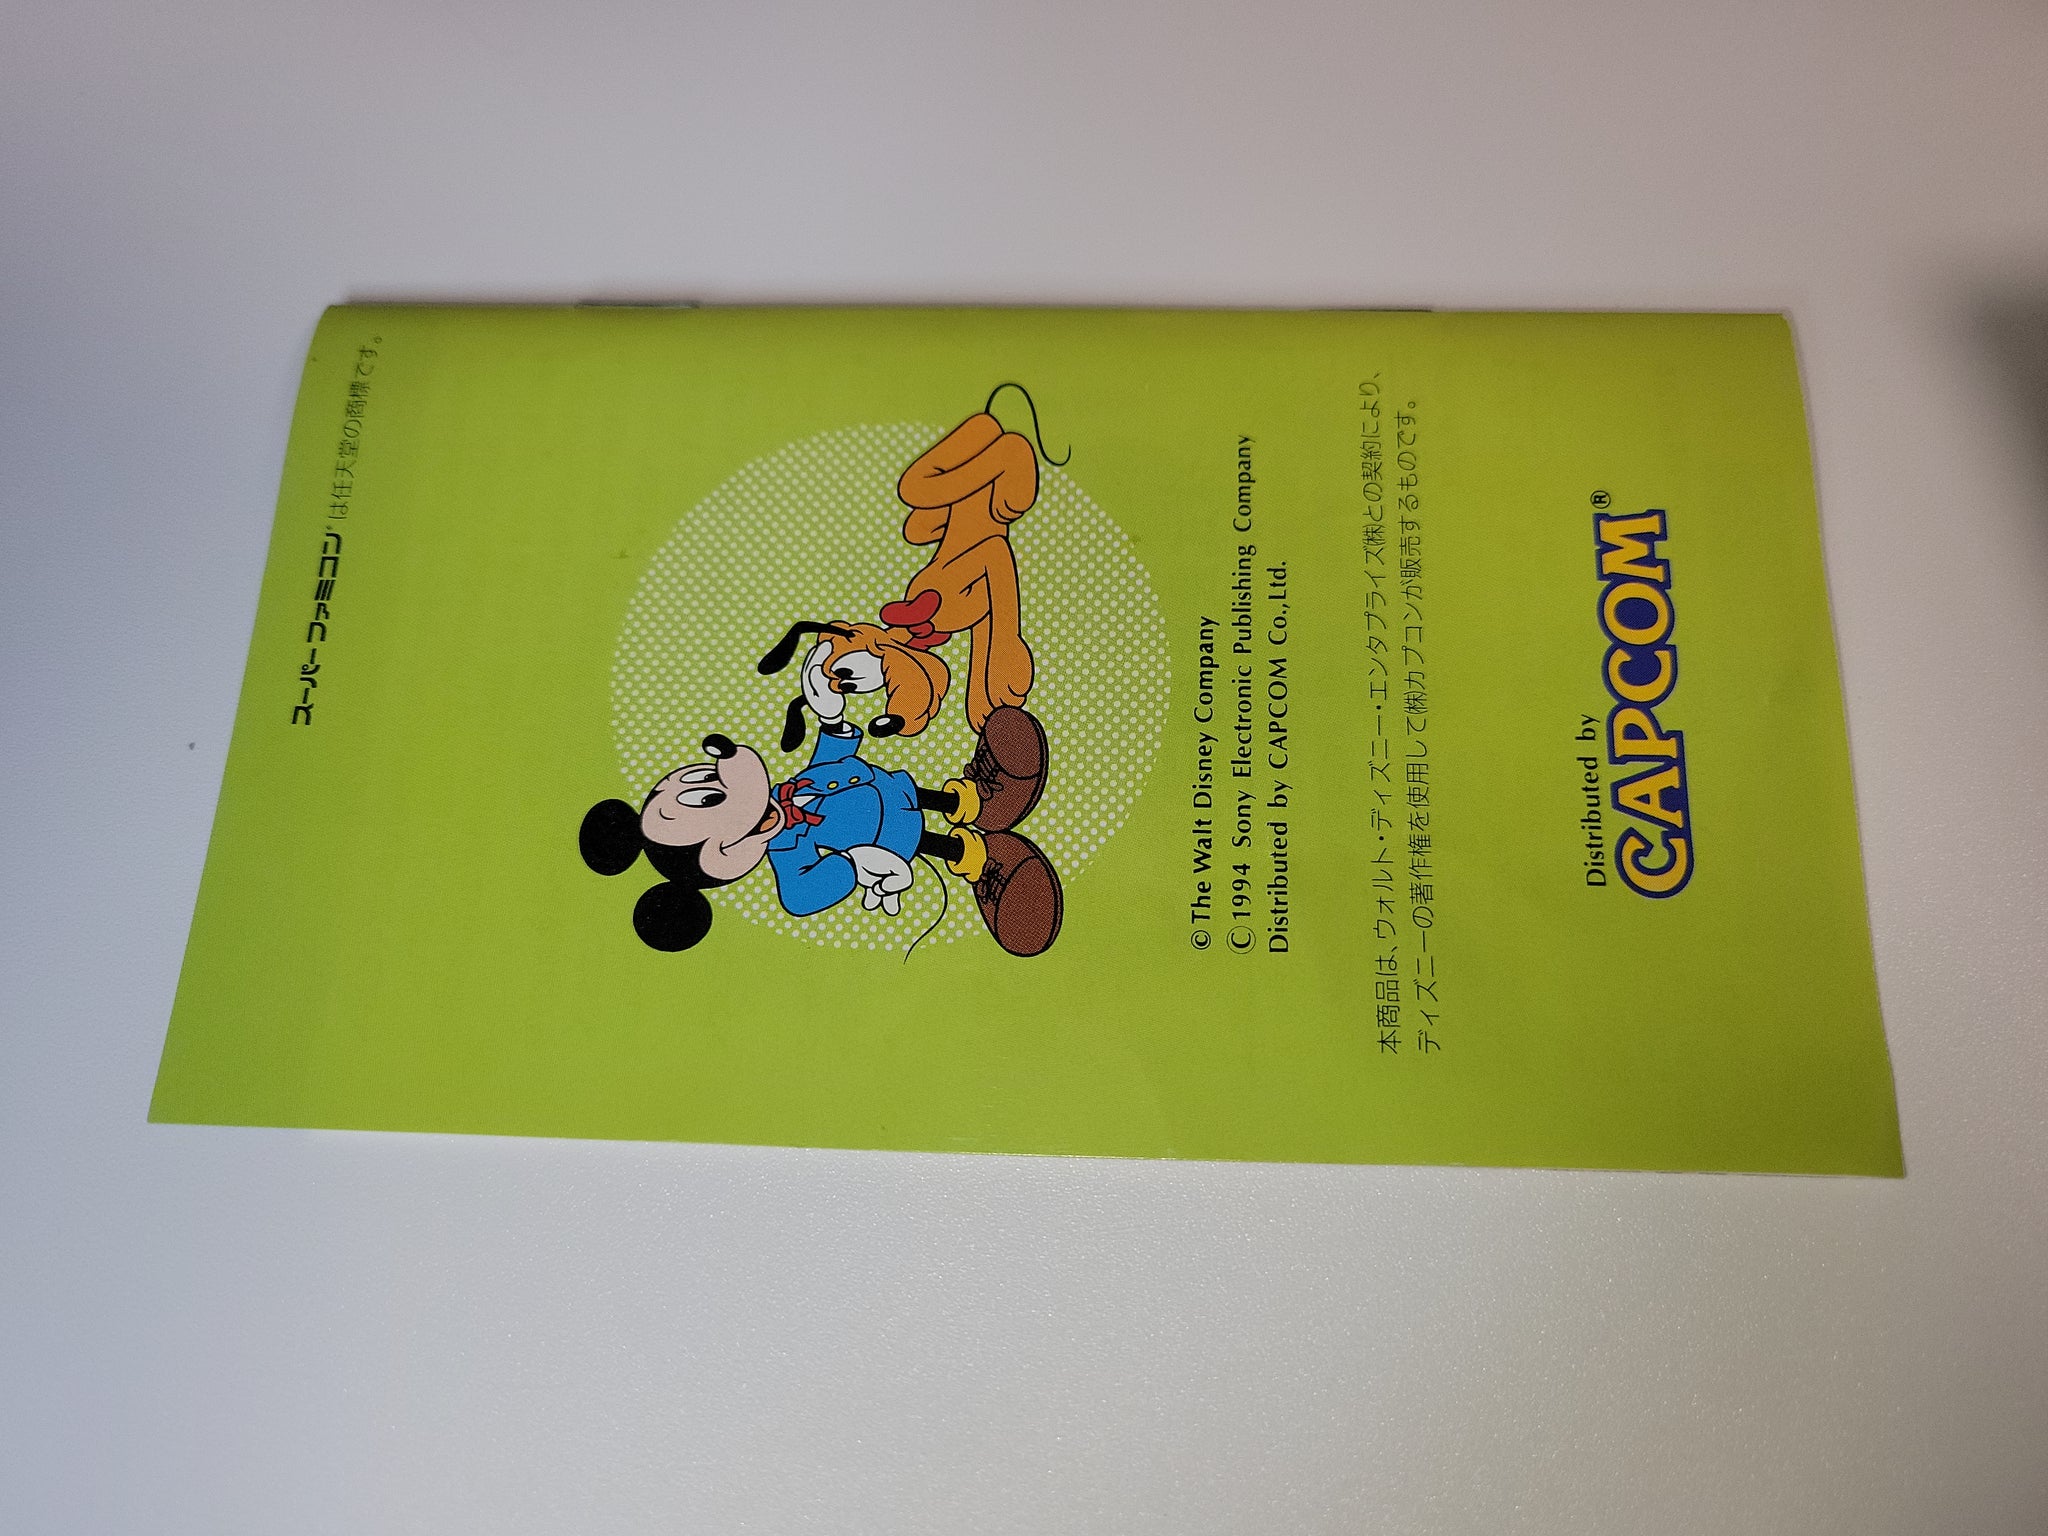 スーパーファミコン®は任天堂の商標です。
© The Walt Disney Company
© 1994 Sony Electronic Publishing Company
Distributed by CAPCOM Co.,Ltd.
本商品は、ウォルト・ディズニー・エンタプライズ㈱との契約により、
ディズニーの著作権を使用して㈱カプコンが販売するものです。
Distributed by
CAPCOM®